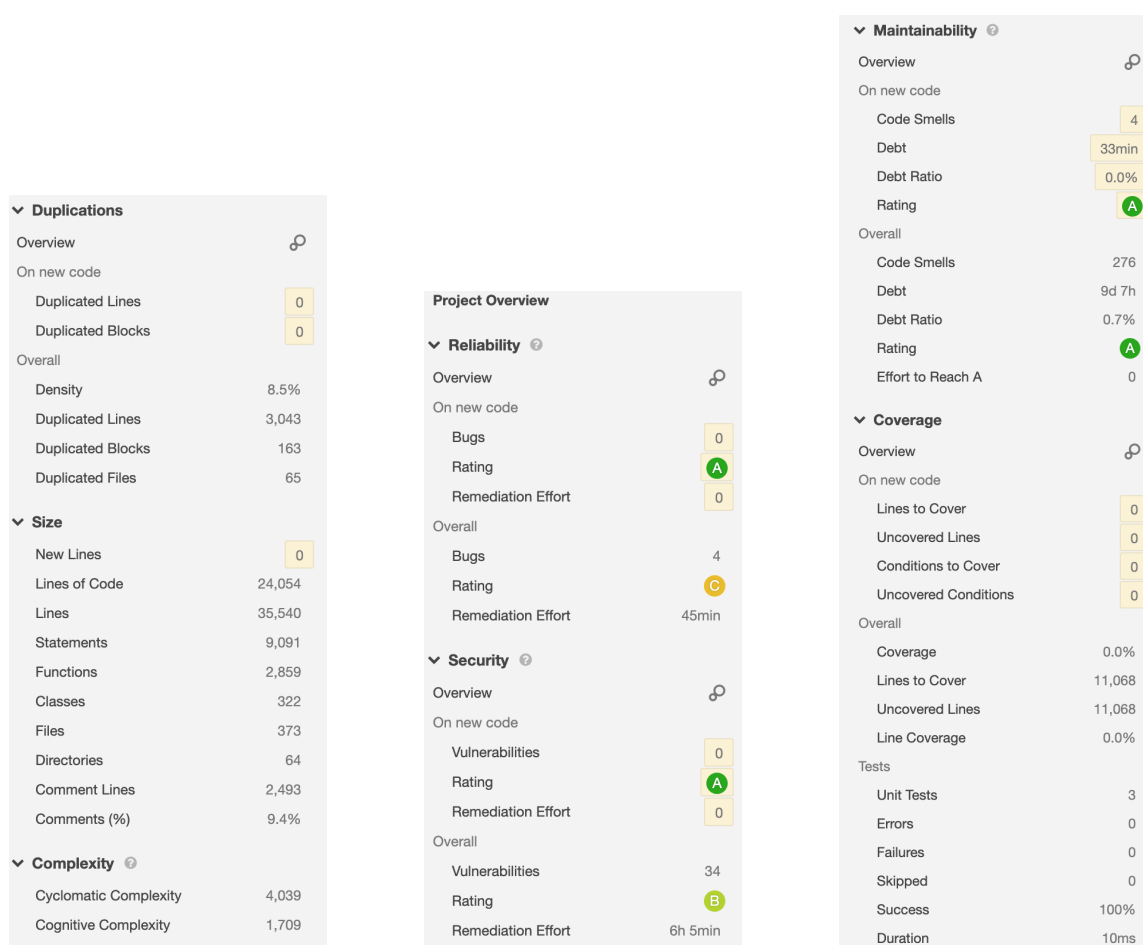 Duplications
Overview
On new code
Duplicated Lines 0
Duplicated Blocks 0
Overall
Density 8.5%
Duplicated Lines 3,043
Duplicated Blocks 163
Duplicated Files 65
Size
New Lines 0
Lines of Code 24,054
Lines 35,540
Statements 9,091
Functions 2,859
Classes 322
Files 373
Directories 64
Comment Lines 2,493
Comments (%) 9.4%
Complexity ?
Cyclomatic Complexity 4,039
Cognitive Complexity 1,709
Project Overview
Reliability ?
Overview
On new code
Bugs 0
Rating A
Remediation Effort 0
Overall
Bugs 4
Rating C
Remediation Effort 45min
Security ?
Overview
On new code
Vulnerabilities 0
Rating A
Remediation Effort 0
Overall
Vulnerabilities 34
Rating B
Remediation Effort 6h 5min
Maintainability ?
Overview
On new code
Code Smells 4
Debt 33min
Debt Ratio 0.0%
Rating A
Overall
Code Smells 276
Debt 9d 7h
Debt Ratio 0.7%
Rating A
Effort to Reach A 0
Coverage
Overview
On new code
Lines to Cover 0
Uncovered Lines 0
Conditions to Cover 0
Uncovered Conditions 0
Overall
Coverage 0.0%
Lines to Cover 11,068
Uncovered Lines 11,068
Line Coverage 0.0%
Tests
Unit Tests 3
Errors 0
Failures 0
Skipped 0
Success 100%
Duration 10ms